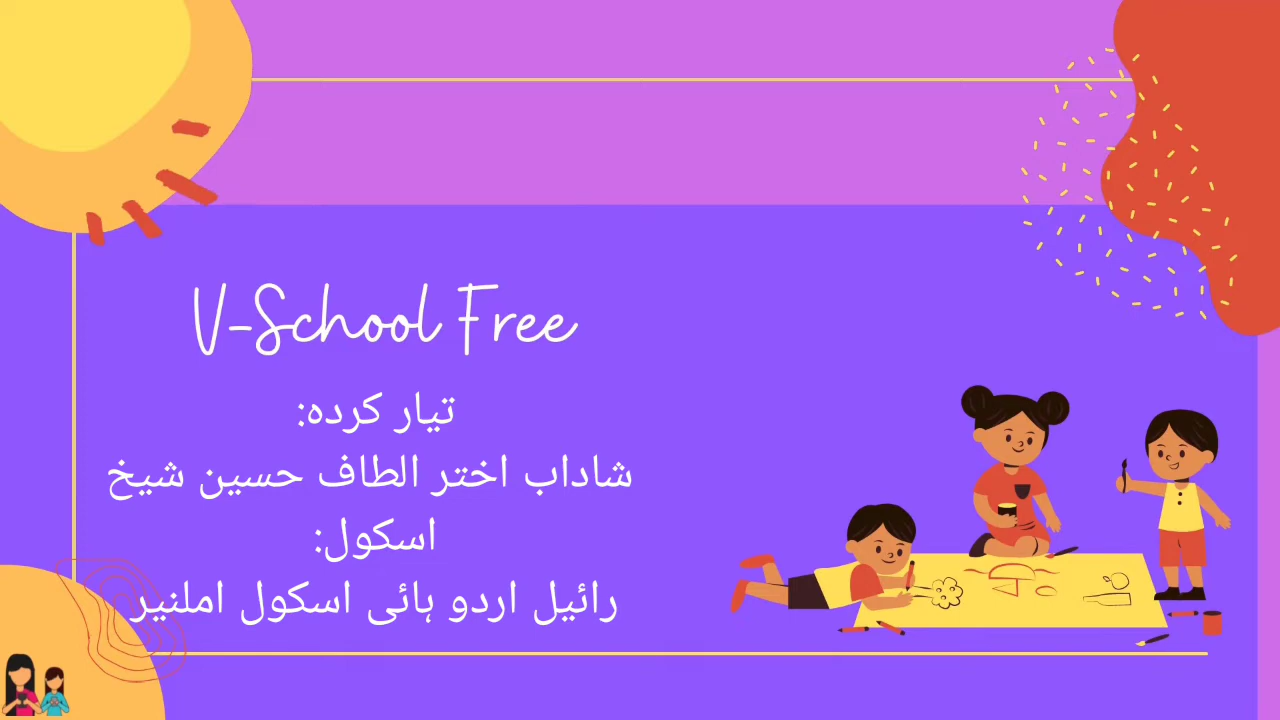 V-School Free
تیار کردہ:
شاداب اختر الطاف حسین شیخ
اسکول:
رائیل اردو ہائی اسکول املنیر